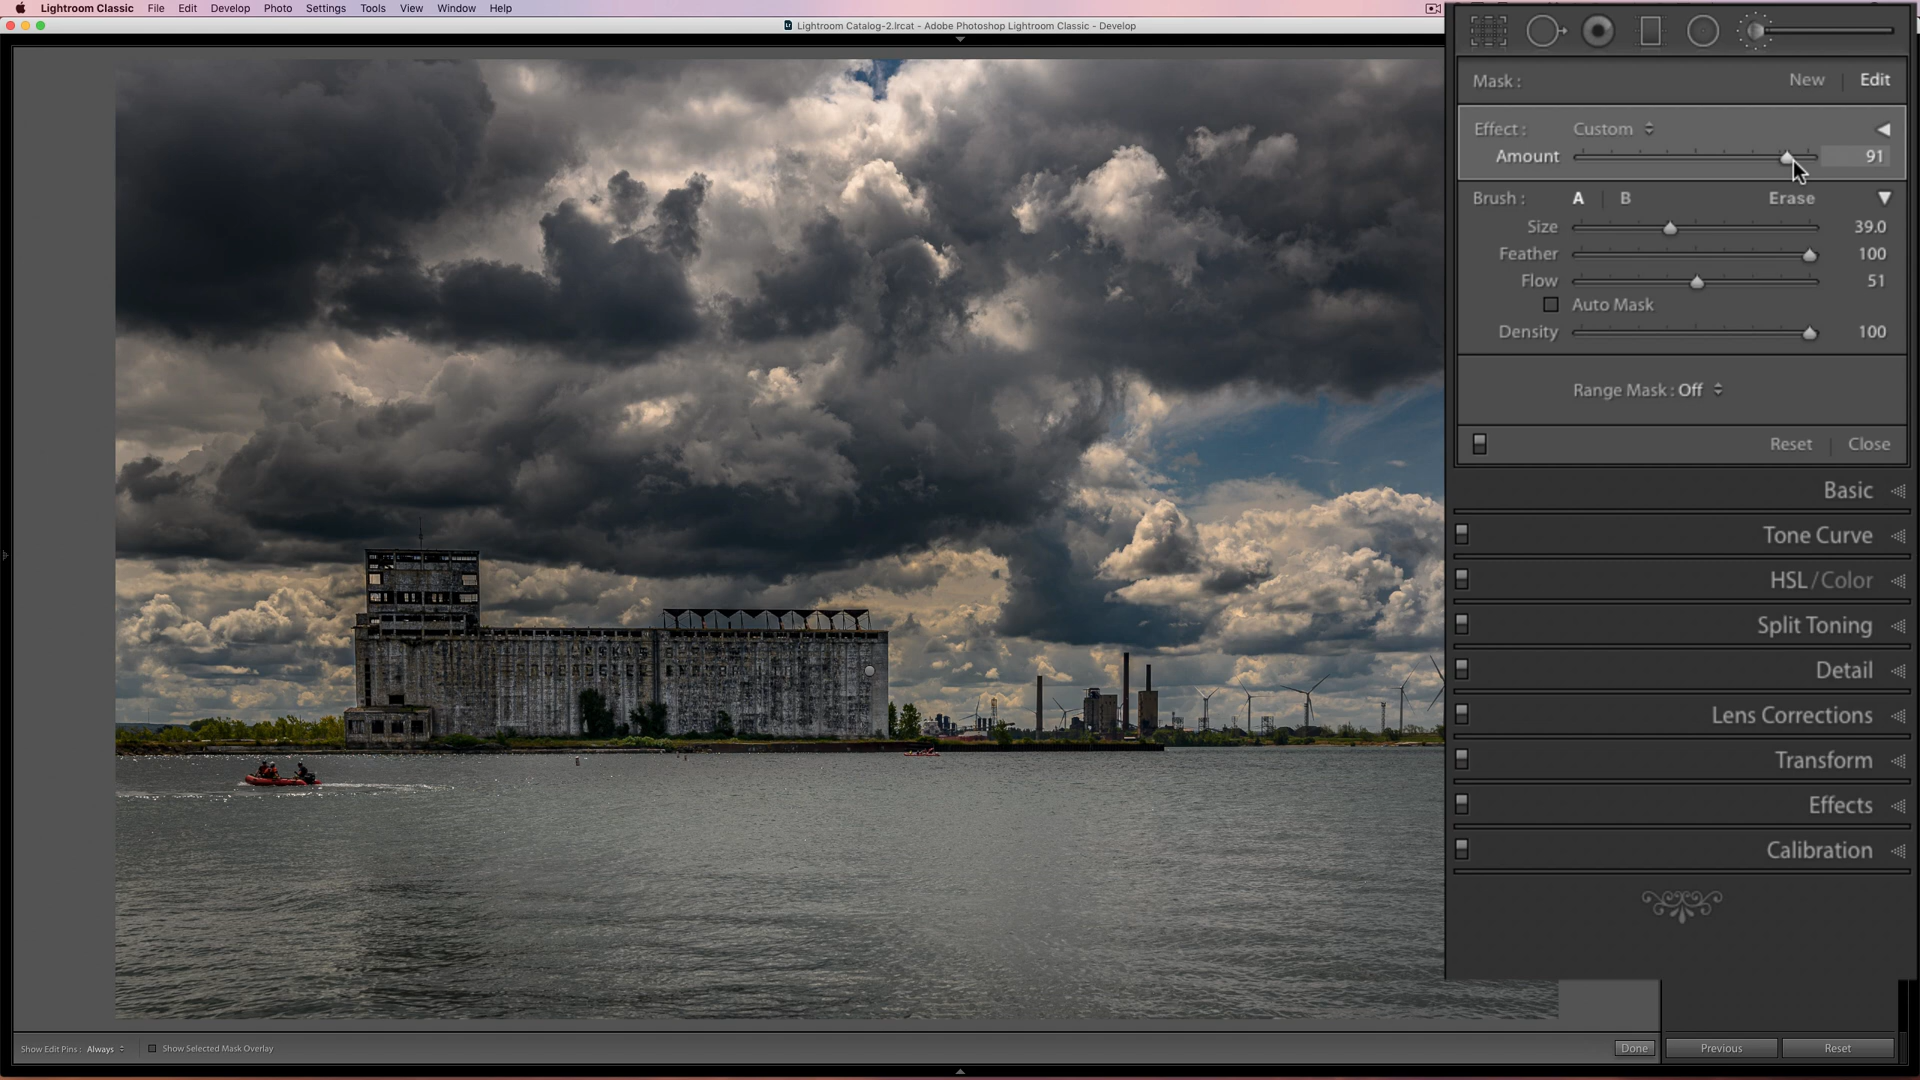 Lightroom Classic File Edit Develop Photo Settings Tools View Window Help
Lightroom Catalog-2.lrcat - Adobe Photoshop Lightroom Classic - Develop
Mask : New Edit
Effect : Custom
Amount 91
Brush : A B Erase
Size 39.0
Feather 100
Flow 51
Auto Mask
Density 100
Range Mask : Off
Reset Close
Basic
Tone Curve
HSL / Color
Split Toning
Detail
Lens Corrections
Transform
Effects
Calibration
Show Edit Pins : Always Show Selected Mask Overlay Done Previous Reset